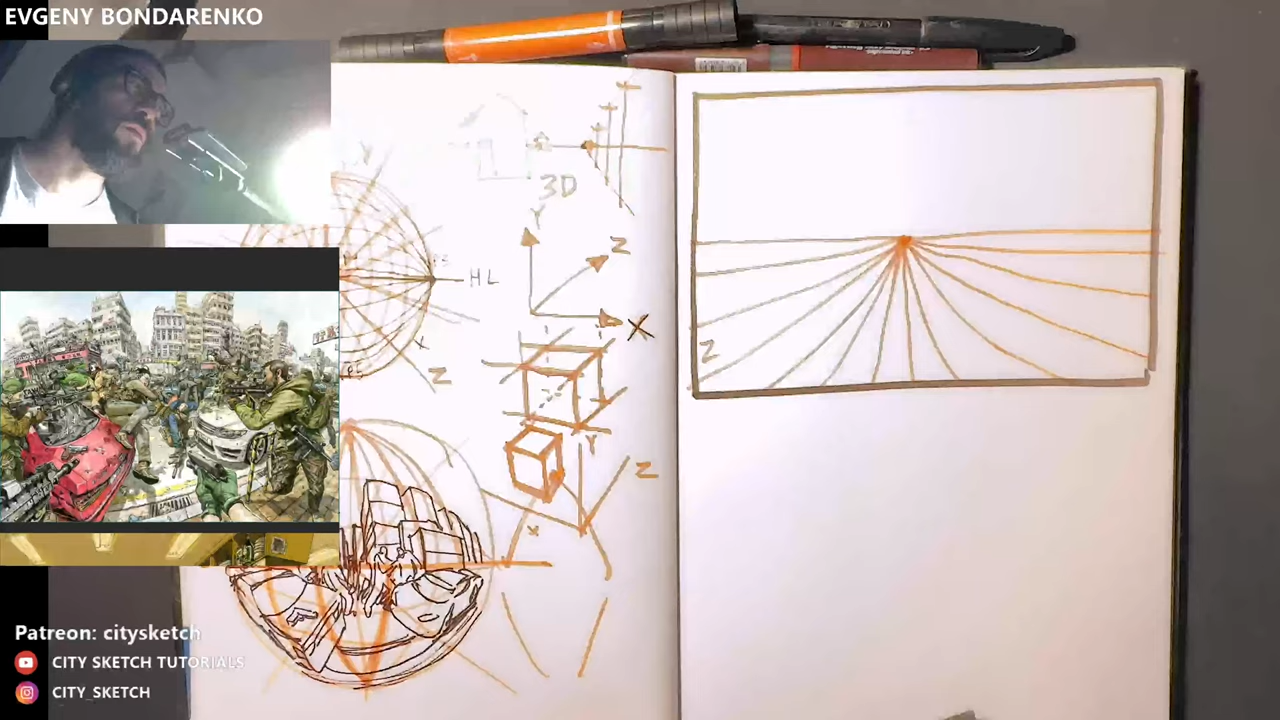 EVGENY BONDARENKO
3D
Y
Z
X
HL
X
Z
Y
Z
X
Z
Patreon: citysketch
CITY SKETCH TUTORIALS
CITY_SKETCH